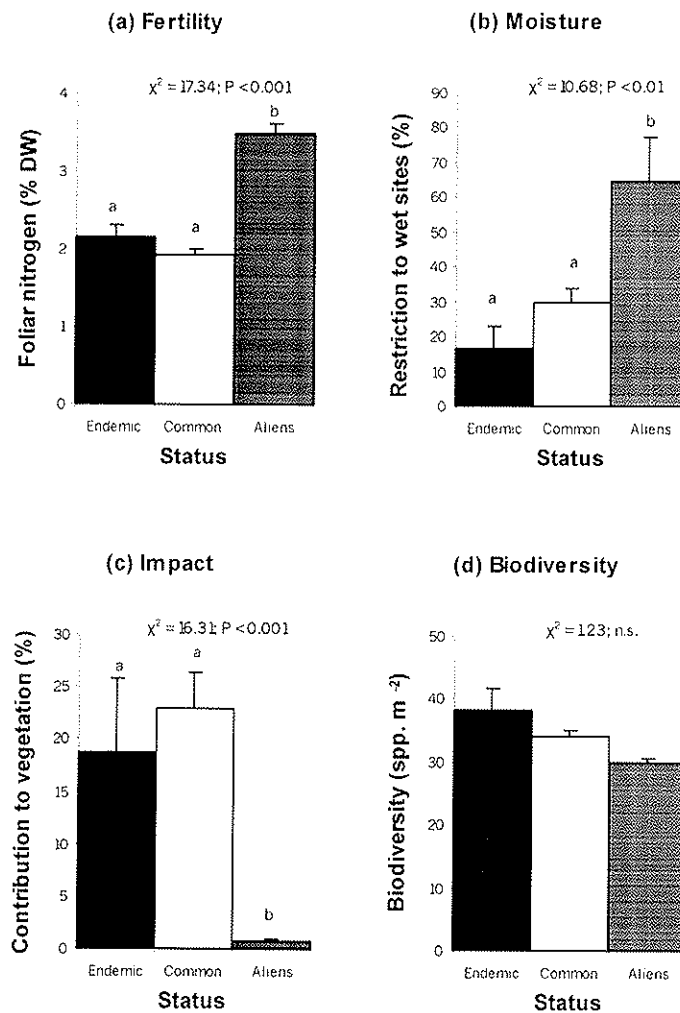 (a) Fertility
χ² = 17.34; P <0.001
Foliar nitrogen (% DW)
4
3
2
1
0
a
a
b
Endemic Common Aliens
Status
(b) Moisture
χ² = 10.68; P <0.01
Restriction to wet sites (%)
90
80
70
60
50
40
30
20
10
0
a
a
b
Endemic Common Aliens
Status
(c) Impact
χ² = 16.31; P <0.001
Contribution to vegetation (%)
30
25
20
15
10
5
0
a
a
b
Endemic Common Aliens
Status
(d) Biodiversity
χ² = 1.23; n.s.
Biodiversity (spp. m ⁻²)
50
40
30
20
10
0
Endemic Common Aliens
Status